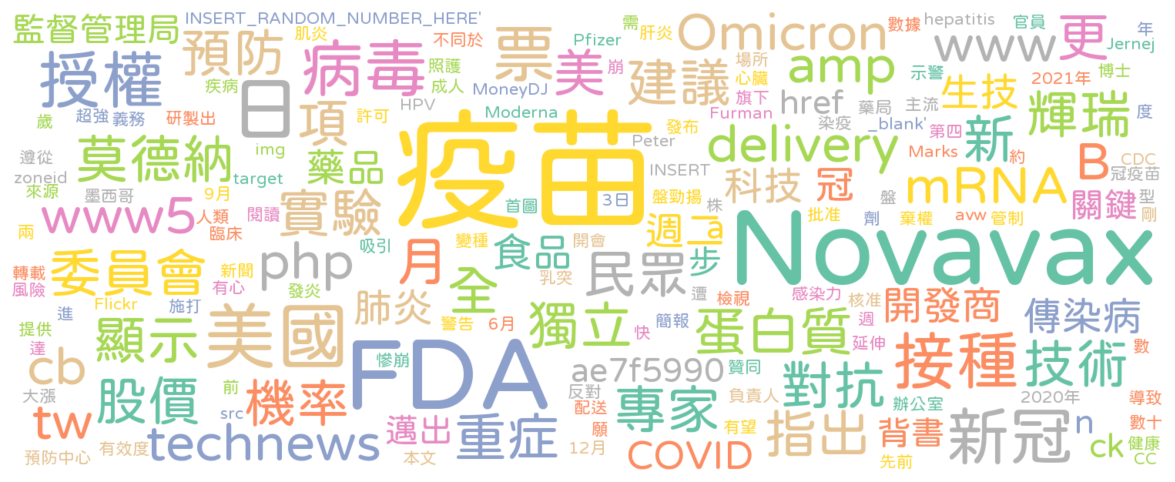 監督管理局
INSERT_RANDOM_NUMBER_HERE'
肌炎
不同於
需
肝炎
Omicron
數據
hepatitis
官員
年
授權
預防
病毒
照護
成人
票
Pfizer
崩
美
建議
場所
心臟
amp
www
更
Jernej
疾病
HPV
MoneyDJ
Moderna
旗下
Furman
href
藥局
示警
主流
生技
2021年
博士
度
歲
超強
義務
研製出
許可
日
項
疫苗
發布
染疫
_blank'
第四
新
輝瑞
遵從
zoneid
來源
莫德納
img
target
藥品
Peter
INSERT
delivery
Marks
約
B
CDC
冠疫苗
墨西哥
9月
人類
臨床
閱讀
實驗
首圖
3日
盤勁揚
株
科技
冠
批准
盤
劑
mRNA
棄權
avw
管制
關鍵
型
剛
兩
www5
吸引
變種
開會
週二
a
Novavax
轉載
風險
委員會
新聞
有心
php
發炎
月
全
食品
乳突
民眾
步
遭
檢視
感染力
核准
開發商
傳染病
Flickr
施打
進
肺炎
警告
6月
獨立
快
簡報
蛋白質
週
延伸
提供
達
顯示
美國
慘崩
FDA
ae7f5990
贊同
對抗
接種
技術
數
cb
大漲
股價
前
機率
src
反對
配送
願
專家
負責人
辦公室
2020年
導致
數十
tw
有效度
預防中心
technews
邁出
本文
重症
12月
COVID
有望
指出
背書
先前
新冠
n
ck
健康
CC